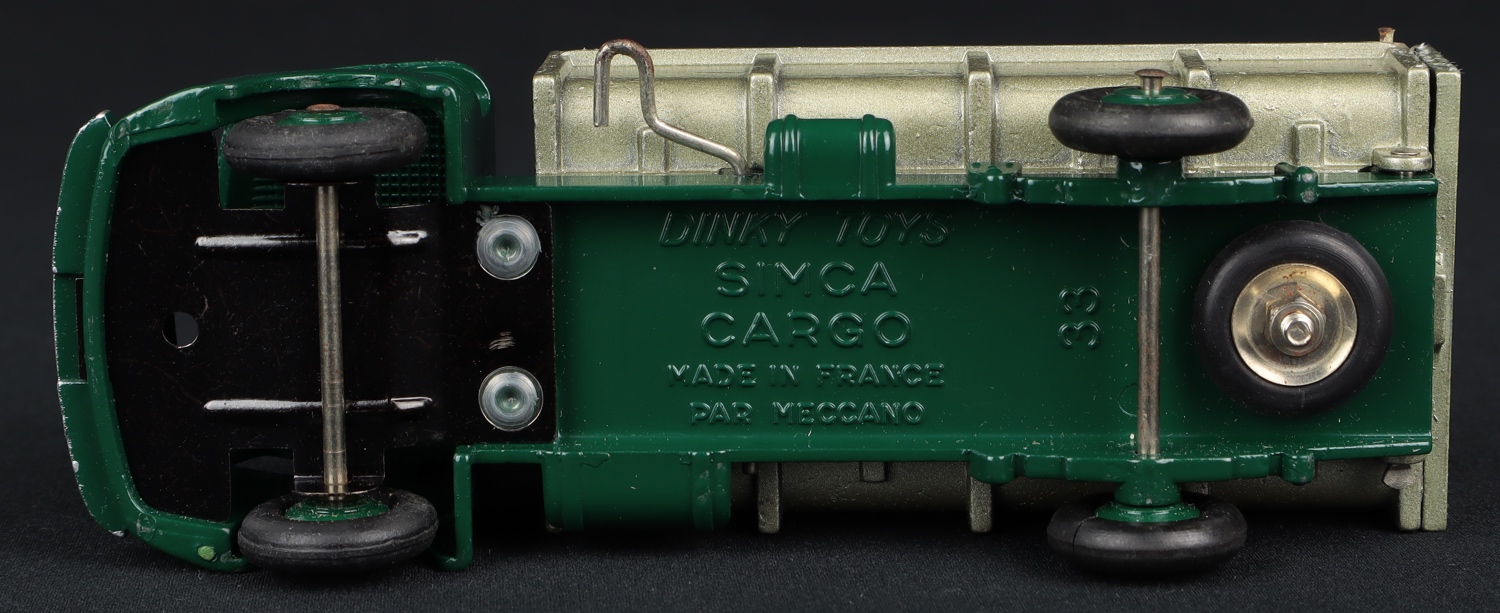 DINKY TOYS
SIMCA
CARGO
MADE IN FRANCE
PAR MECCANO
33